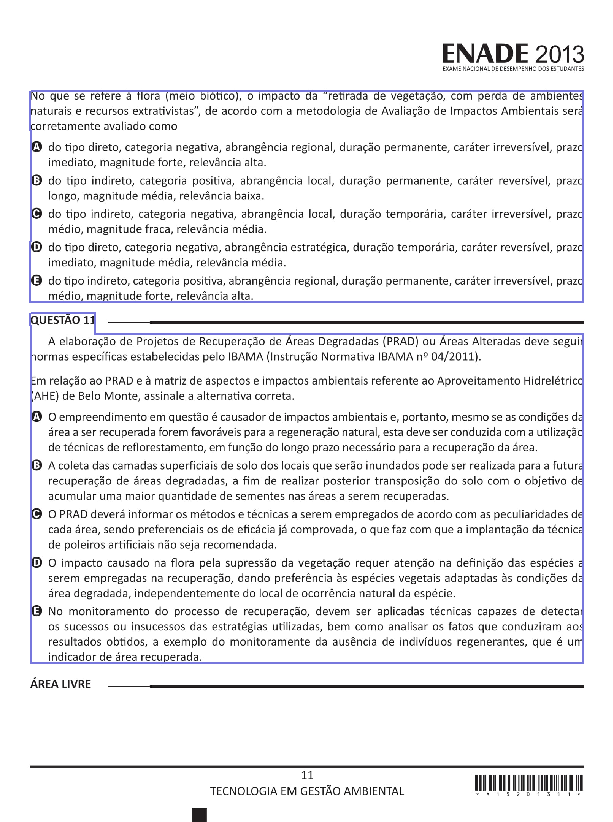 ENADE 2013
EXAME NACIONAL DE DESEMPENHO DOS ESTUDANTES
No que se refere à flora (meio biótico), o impacto da “retirada de vegetação, com perda de ambientes
naturais e recursos extrativistas”, de acordo com a metodologia de Avaliação de Impactos Ambientais será
corretamente avaliado como
A do tipo direto, categoria negativa, abrangência regional, duração permanente, caráter irreversível, prazo
imediato, magnitude forte, relevância alta.
B do tipo indireto, categoria positiva, abrangência local, duração permanente, caráter reversível, prazo
longo, magnitude média, relevância baixa.
C do tipo indireto, categoria negativa, abrangência local, duração temporária, caráter irreversível, prazo
médio, magnitude fraca, relevância média.
D do tipo direto, categoria negativa, abrangência estratégica, duração temporária, caráter reversível, prazo
imediato, magnitude média, relevância média.
E do tipo indireto, categoria positiva, abrangência regional, duração permanente, caráter irreversível, prazo
médio, magnitude forte, relevância alta.
QUESTÃO 11
A elaboração de Projetos de Recuperação de Áreas Degradadas (PRAD) ou Áreas Alteradas deve seguir
normas específicas estabelecidas pelo IBAMA (Instrução Normativa IBAMA nº 04/2011).
Em relação ao PRAD e à matriz de aspectos e impactos ambientais referente ao Aproveitamento Hidrelétrico
(AHE) de Belo Monte, assinale a alternativa correta.
A O empreendimento em questão é causador de impactos ambientais e, portanto, mesmo se as condições da
área a ser recuperada forem favoráveis para a regeneração natural, esta deve ser conduzida com a utilização
de técnicas de reflorestamento, em função do longo prazo necessário para a recuperação da área.
B A coleta das camadas superficiais de solo dos locais que serão inundados pode ser realizada para a futura
recuperação de áreas degradadas, a fim de realizar posterior transposição do solo com o objetivo de
acumular uma maior quantidade de sementes nas áreas a serem recuperadas.
C O PRAD deverá informar os métodos e técnicas a serem empregados de acordo com as peculiaridades de
cada área, sendo preferenciais os de eficácia já comprovada, o que faz com que a implantação da técnica
de poleiros artificiais não seja recomendada.
D O impacto causado na flora pela supressão da vegetação requer atenção na definição das espécies a
serem empregadas na recuperação, dando preferência às espécies vegetais adaptadas às condições da
área degradada, independentemente do local de ocorrência natural da espécie.
E No monitoramento do processo de recuperação, devem ser aplicadas técnicas capazes de detectar
os sucessos ou insucessos das estratégias utilizadas, bem como analisar os fatos que conduziram aos
resultados obtidos, a exemplo do monitoramento da ausência de indivíduos regenerantes, que é um
indicador de área recuperada.
ÁREA LIVRE
11
TECNOLOGIA EM GESTÃO AMBIENTAL